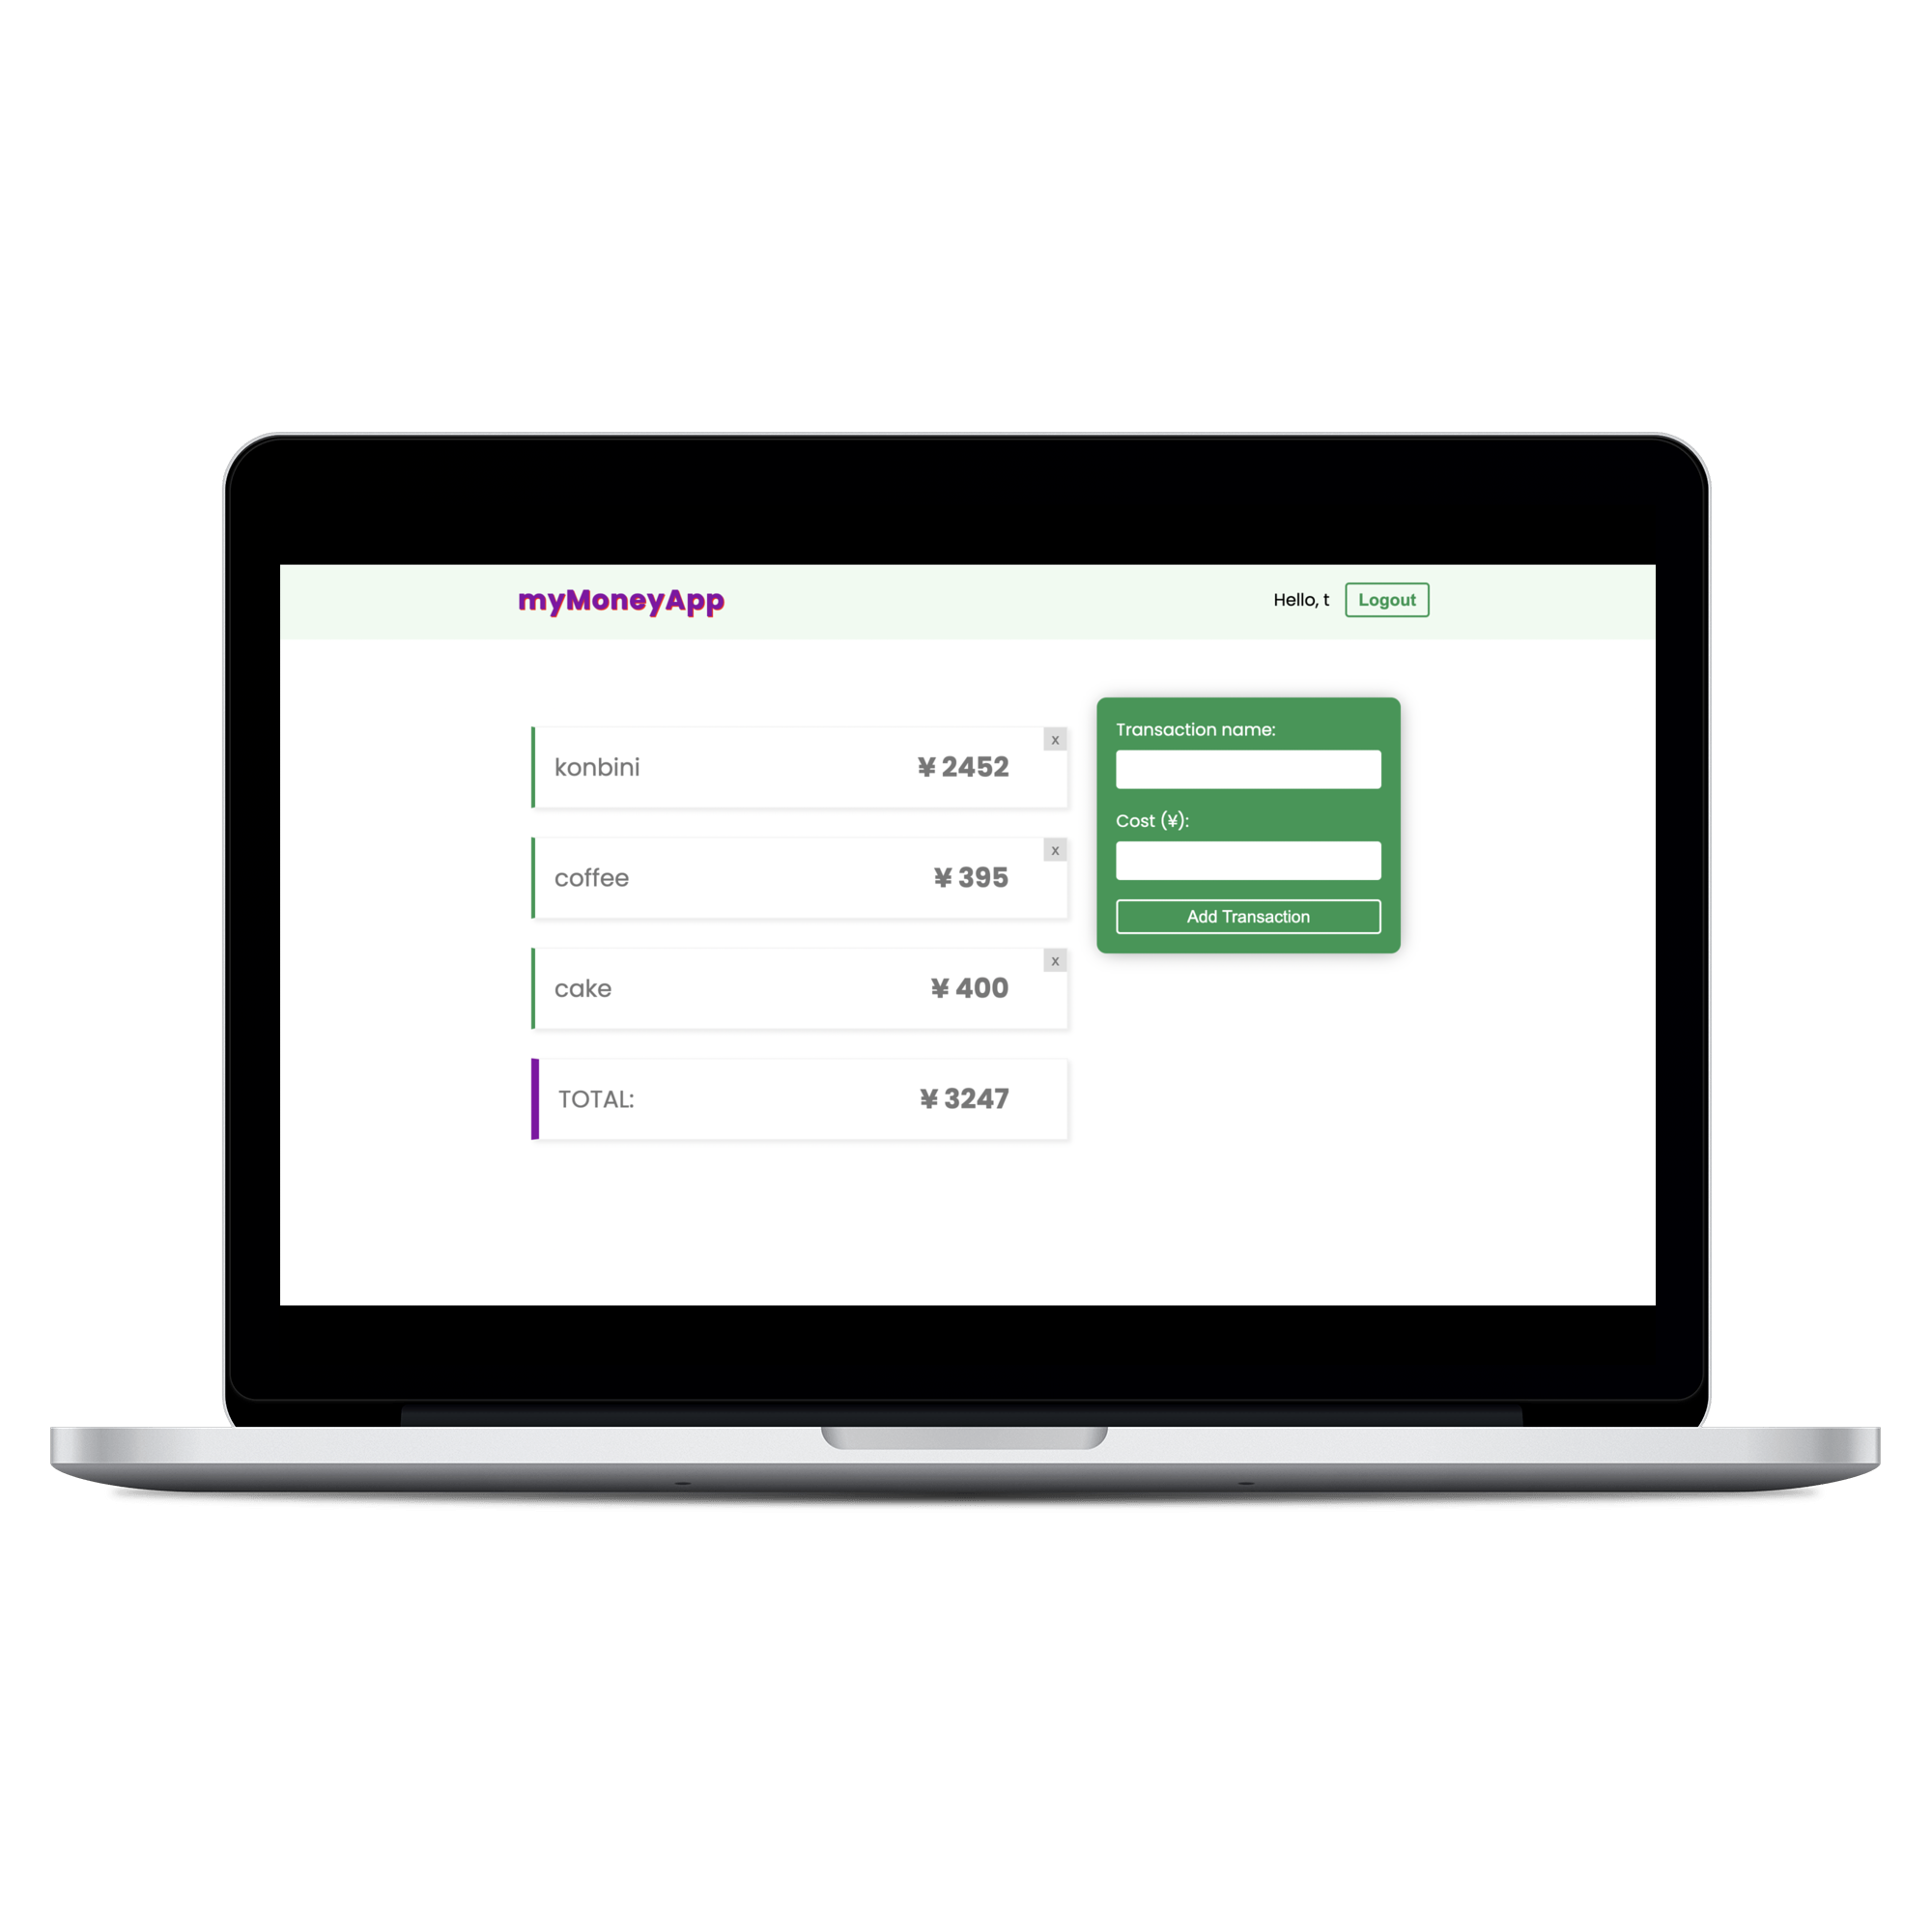 myMoneyApp
Hello, t
Logout
konbini
¥ 2452
x
coffee
¥ 395
x
cake
¥ 400
x
TOTAL:
¥ 3247
Transaction name:
Cost (¥):
Add Transaction